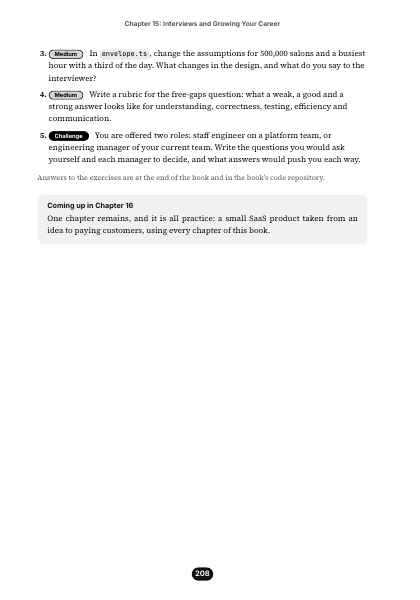 Chapter 15: Interviews and Growing Your Career
3. Medium In envelope.ts, change the assumptions for 500,000 salons and a busiest
hour with a third of the day. What changes in the design, and what do you say to the
interviewer?
4. Medium Write a rubric for the free-gaps question: what a weak, a good and a
strong answer looks like for understanding, correctness, testing, efficiency and
communication.
5. Challenge You are offered two roles: staff engineer on a platform team, or
engineering manager of your current team. Write the questions you would ask
yourself and each manager to decide, and what answers would push you each way.
Answers to the exercises are at the end of the book and in the book's code repository.
Coming up in Chapter 16
One chapter remains, and it is all practice: a small SaaS product taken from an
idea to paying customers, using every chapter of this book.
208